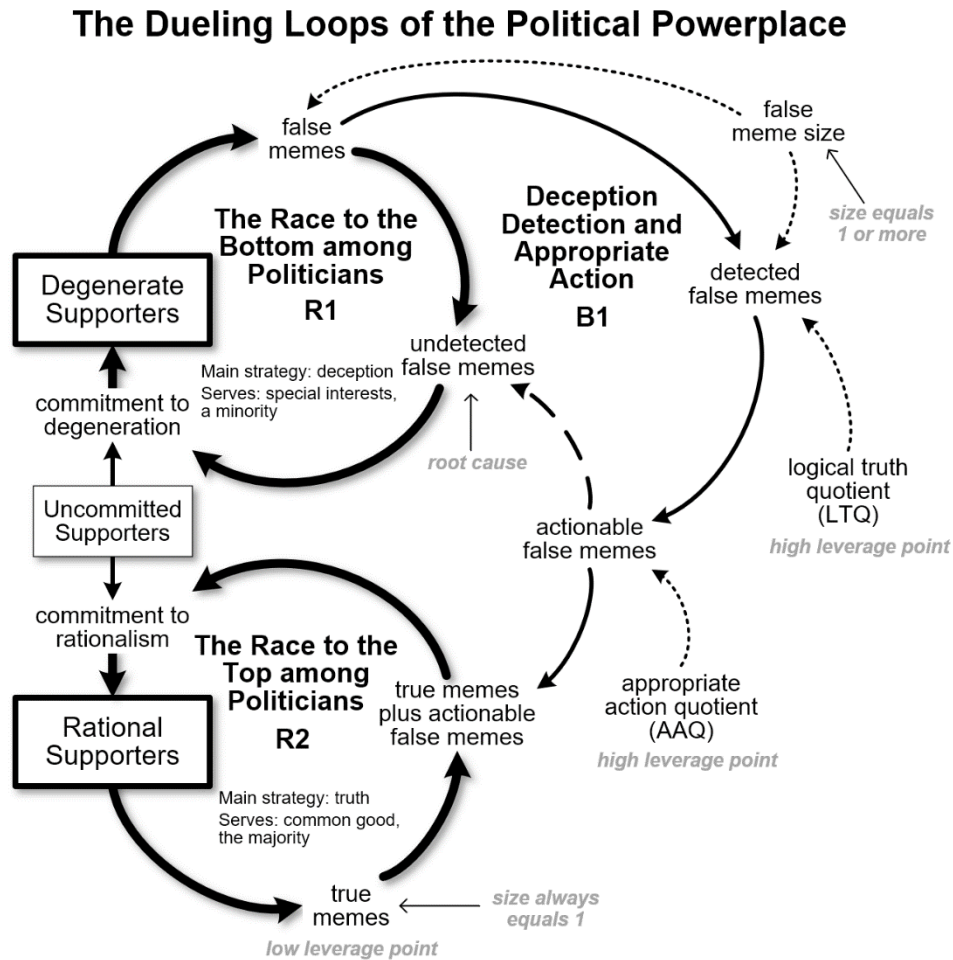 The Dueling Loops of the Political Powerplace
false
memes
false
meme size
size equals
1 or more
The Race to the
Bottom among
Politicians
R1
Deception
Detection and
Appropriate
Action
B1
detected
false memes
Degenerate
Supporters
undetected
false memes
Main strategy: deception
Serves: special interests,
a minority
commitment to
degeneration
root cause
logical truth
quotient
(LTQ)
high leverage point
Uncommitted
Supporters
actionable
false memes
commitment to
rationalism
The Race to the
Top among
Politicians
R2
true memes
plus actionable
false memes
appropriate
action quotient
(AAQ)
high leverage point
Rational
Supporters
Main strategy: truth
Serves: common good,
the majority
true
memes
size always
equals 1
low leverage point